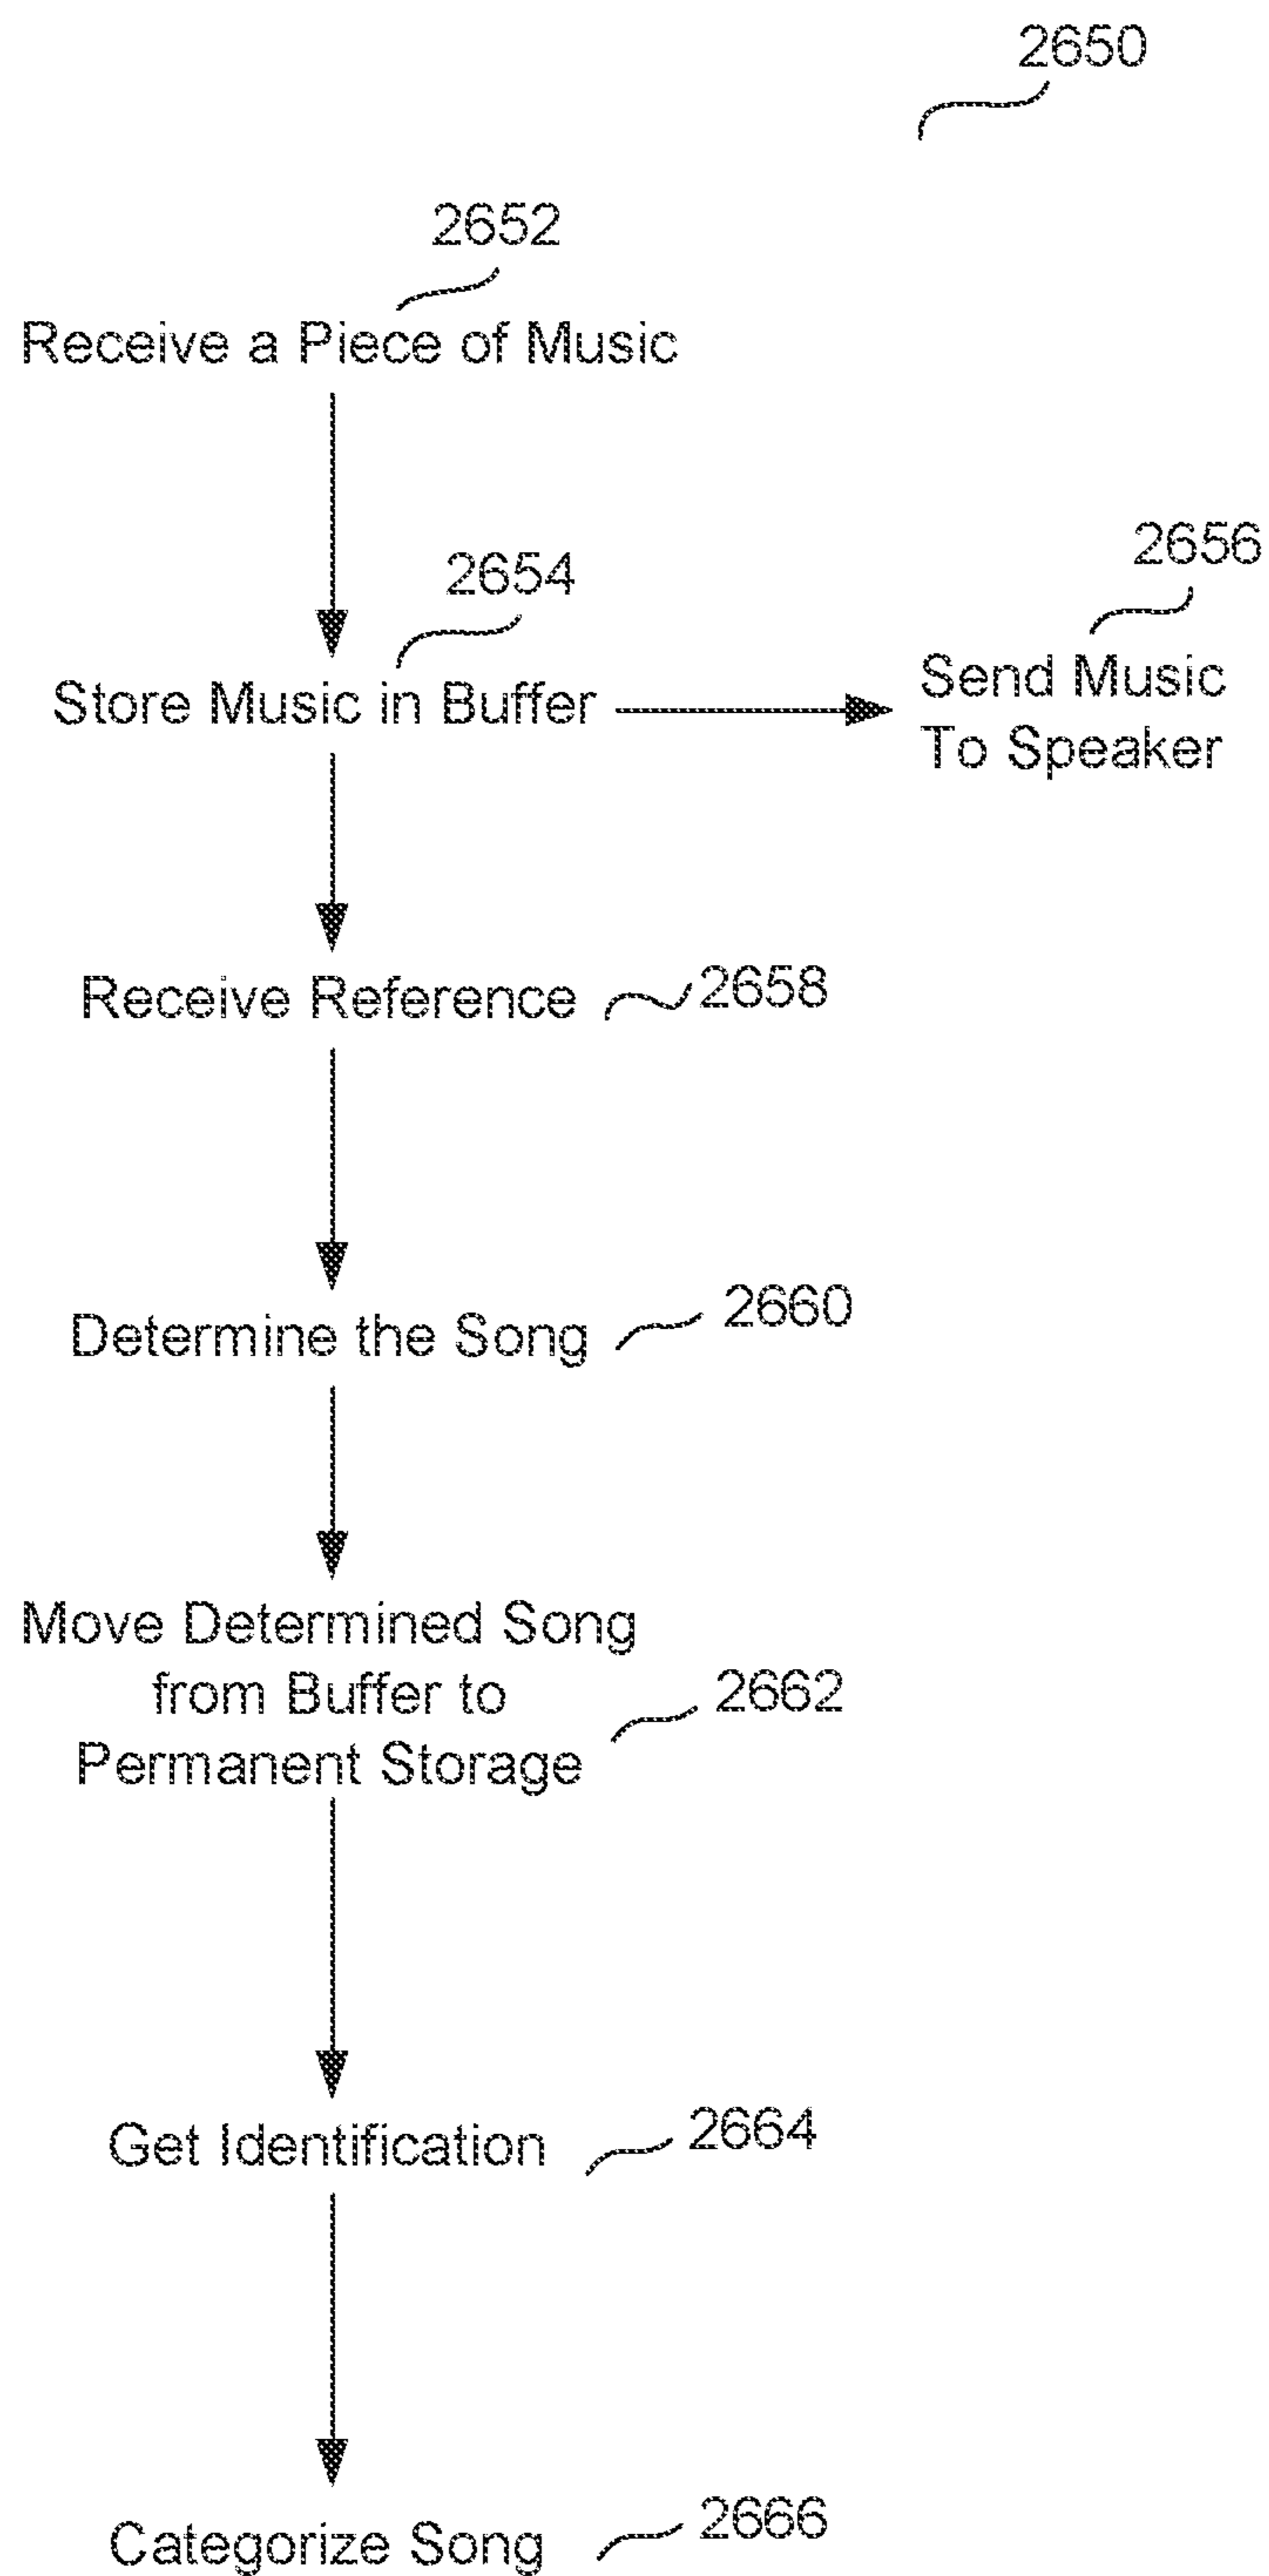 2650
2652
Receive a Piece of Music
2654
2656
Store Music in Buffer
Send Music
To Speaker
Receive Reference
2658
Determine the Song
2660
Move Determined Song
from Buffer to
Permanent Storage
2662
Get Identification
2664
Categorize Song
2666